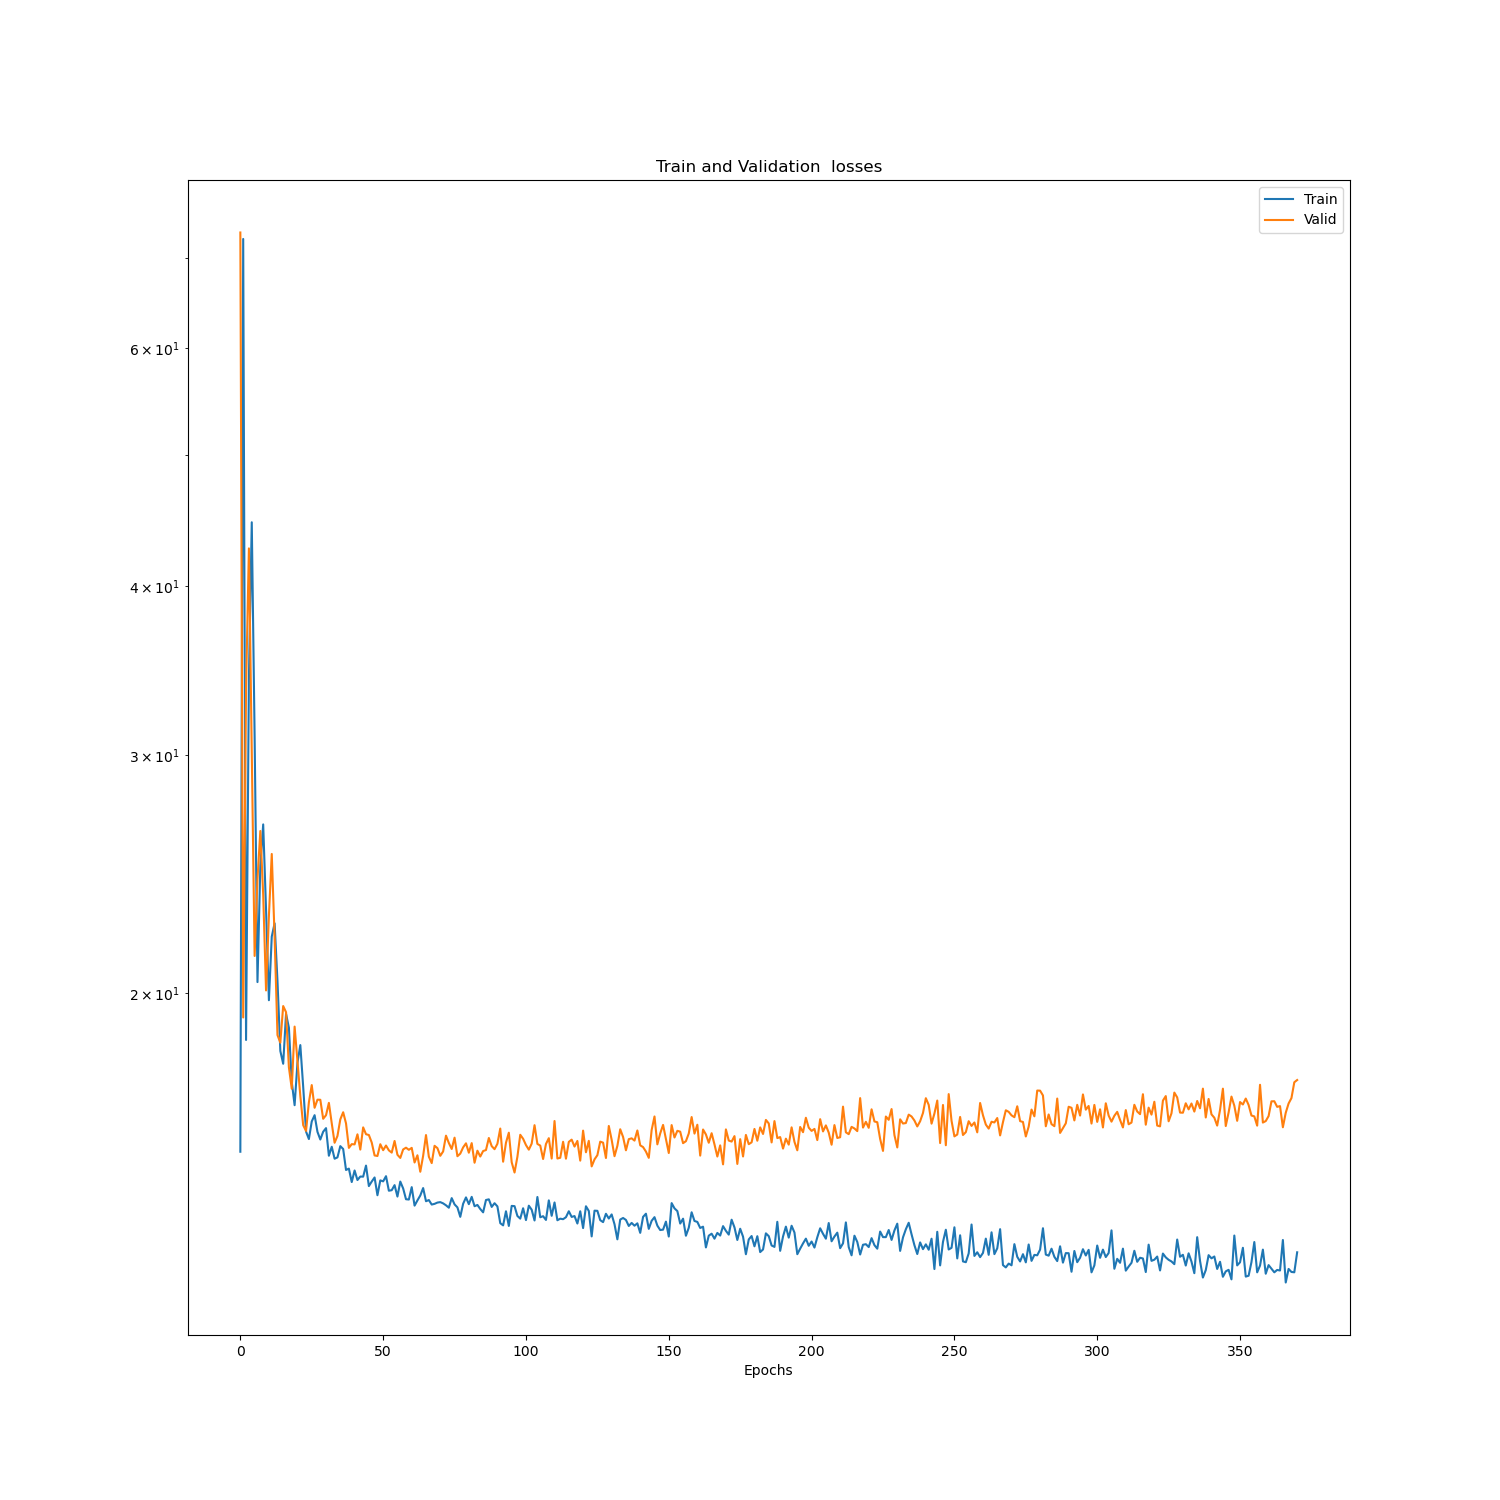 Train and Validation  losses
Train
Valid
6 × 10¹
4 × 10¹
3 × 10¹
2 × 10¹
0 50 100 150 200 250 300 350
Epochs